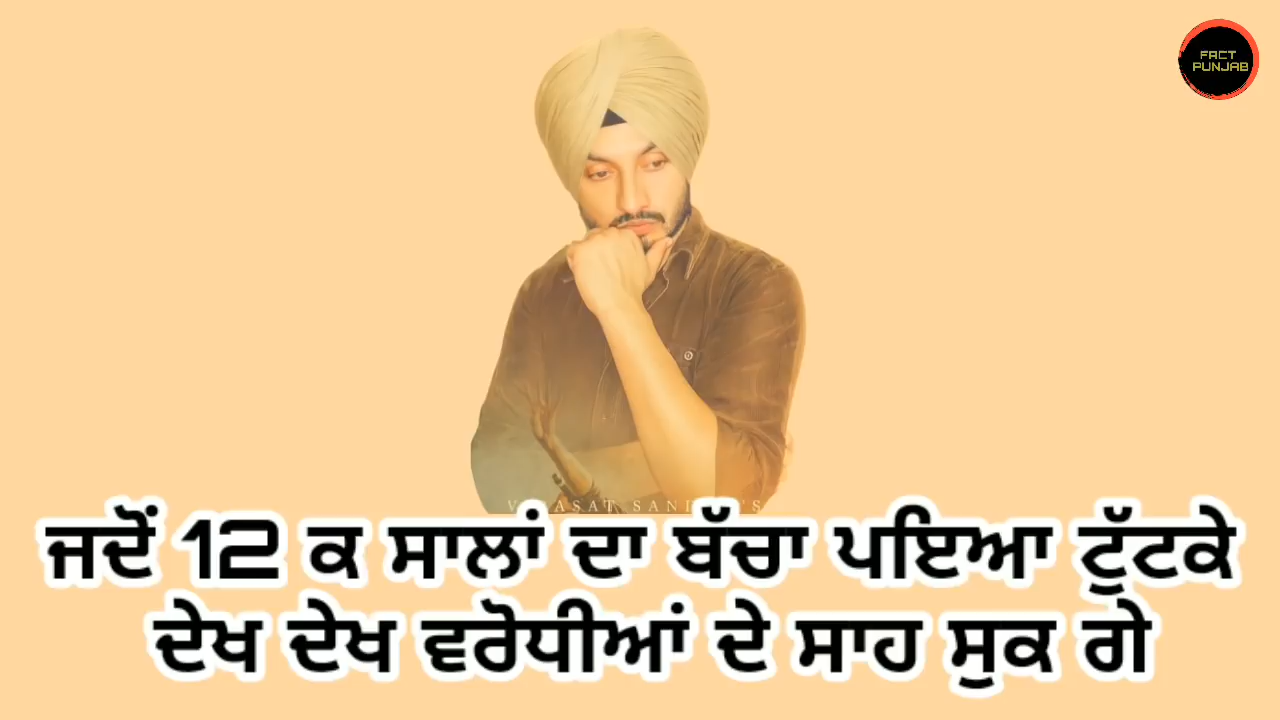 FACT
PUNJAB
ਜਦੋਂ 12 ਕ ਸਾਲਾਂ ਦਾ ਬੱਚਾ ਪਇਆ ਟੁੱਟਕੇ
ਦੇਖ ਦੇਖ ਵਰੋਧੀਆਂ ਦੇ ਸਾਹ ਸੁਕ ਗੇ